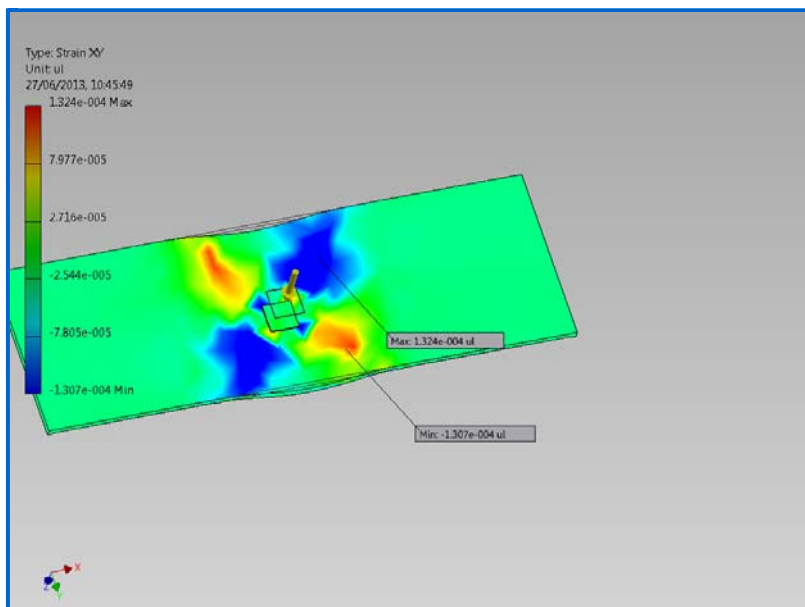 Type: Strain XY
Unit: ul
27/06/2013, 10:45:49
1.324e-004 Max
7.977e-005
2.716e-005
-2.544e-005
-7.805e-005
-1.307e-004 Min
Max: 1.324e-004 ul
Min: -1.307e-004 ul
X
Z
Y